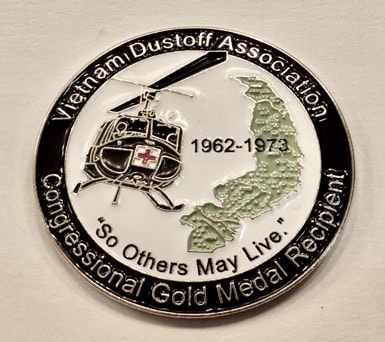 Vietnam Dustoff Association
1962-1973
"So Others May Live."
Congressional Gold Medal Recipient